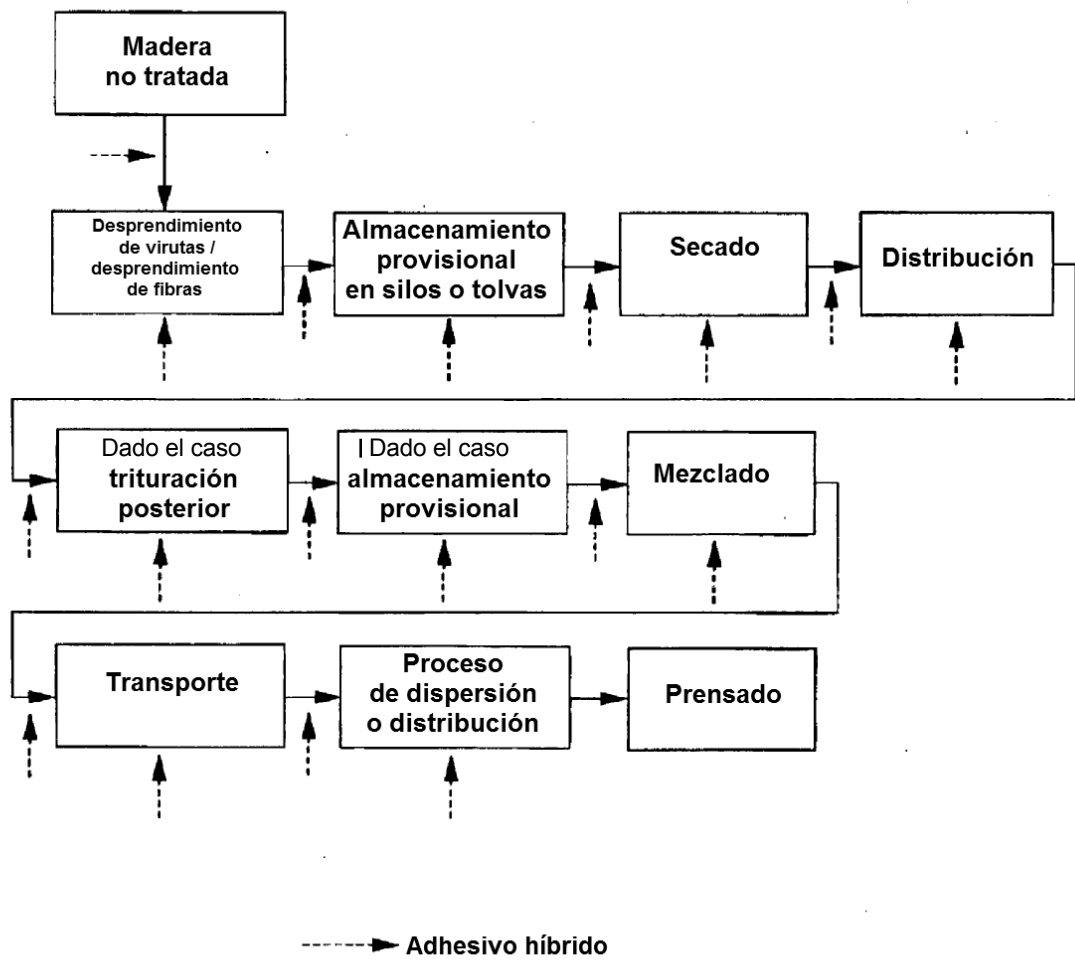 Madera
no tratada
Desprendimiento
de virutas /
desprendimiento
de fibras
Almacenamiento
provisional
en silos o tolvas
Secado
Distribución
Dado el caso
trituración
posterior
Dado el caso
almacenamiento
provisional
Mezclado
Transporte
Proceso
de dispersión
o distribución
Prensado
Adhesivo híbrido